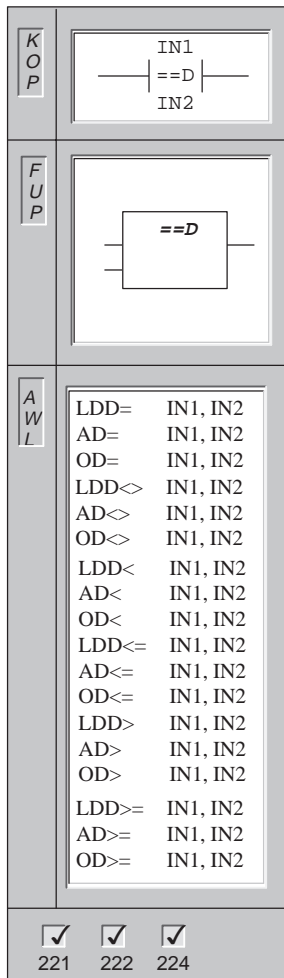 KOP
IN1
==D
IN2
FUP
==D
AWL
LDD= IN1, IN2
AD= IN1, IN2
OD= IN1, IN2
LDD<> IN1, IN2
AD<> IN1, IN2
OD<> IN1, IN2
LDD< IN1, IN2
AD< IN1, IN2
OD< IN1, IN2
LDD<= IN1, IN2
AD<= IN1, IN2
OD<= IN1, IN2
LDD> IN1, IN2
AD> IN1, IN2
OD> IN1, IN2
LDD>= IN1, IN2
AD>= IN1, IN2
OD>= IN1, IN2
221 222 224